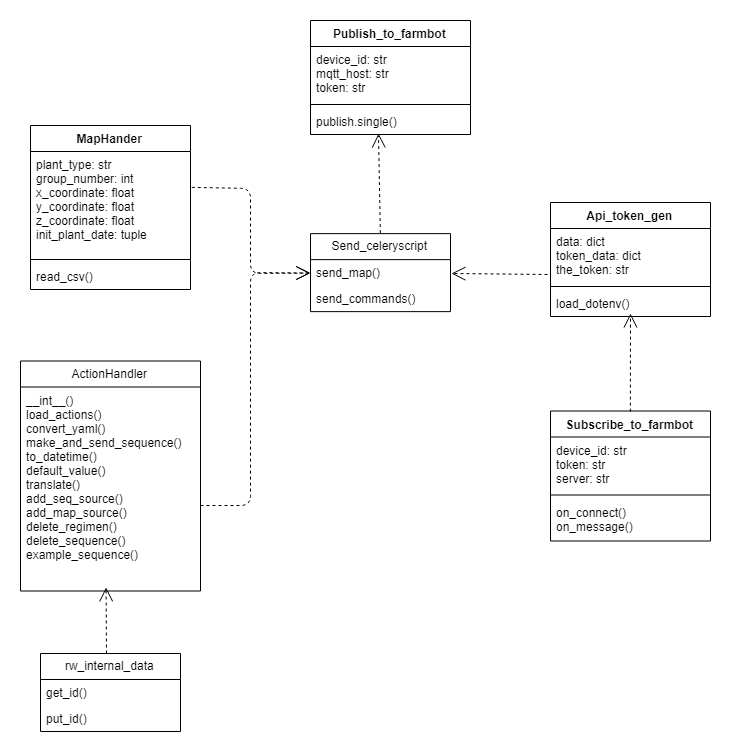 Publish_to_farmbot
device_id: str
mqtt_host: str
token: str
publish.single()
MapHander
plant_type: str
group_number: int
x_coordinate: float
y_coordinate: float
z_coordinate: float
init_plant_date: tuple
read_csv()
Send_celeryscript
send_map()
send_commands()
Api_token_gen
data: dict
token_data: dict
the_token: str
load_dotenv()
ActionHandler
__int__()
load_actions()
convert_yaml()
make_and_send_sequence()
to_datetime()
default_value()
translate()
add_seq_source()
add_map_source()
delete_regimen()
delete_sequence()
example_sequence()
Subscribe_to_farmbot
device_id: str
token: str
server: str
on_connect()
on_message()
rw_internal_data
get_id()
put_id()